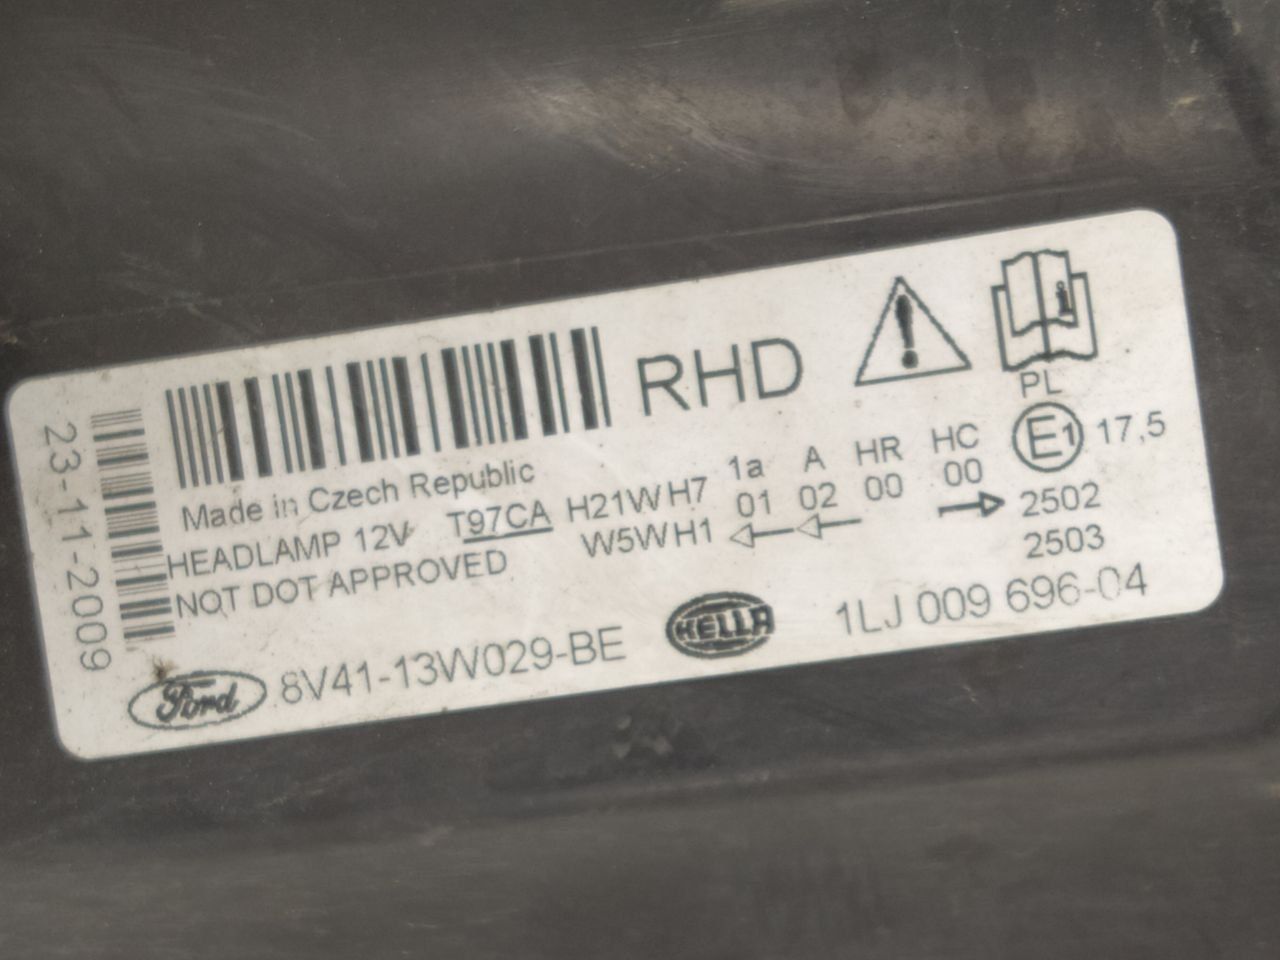 23-11-2009
RHD
Made in Czech Republic
HEADLAMP 12V T97CA
NOT DOT APPROVED
H21W H7
W5W H1
1a A HR HC
01 02 00 00
PL
E1 17,5
2502
2503
Ford 8V41-13W029-BE HELLA 1LJ 009 696-04